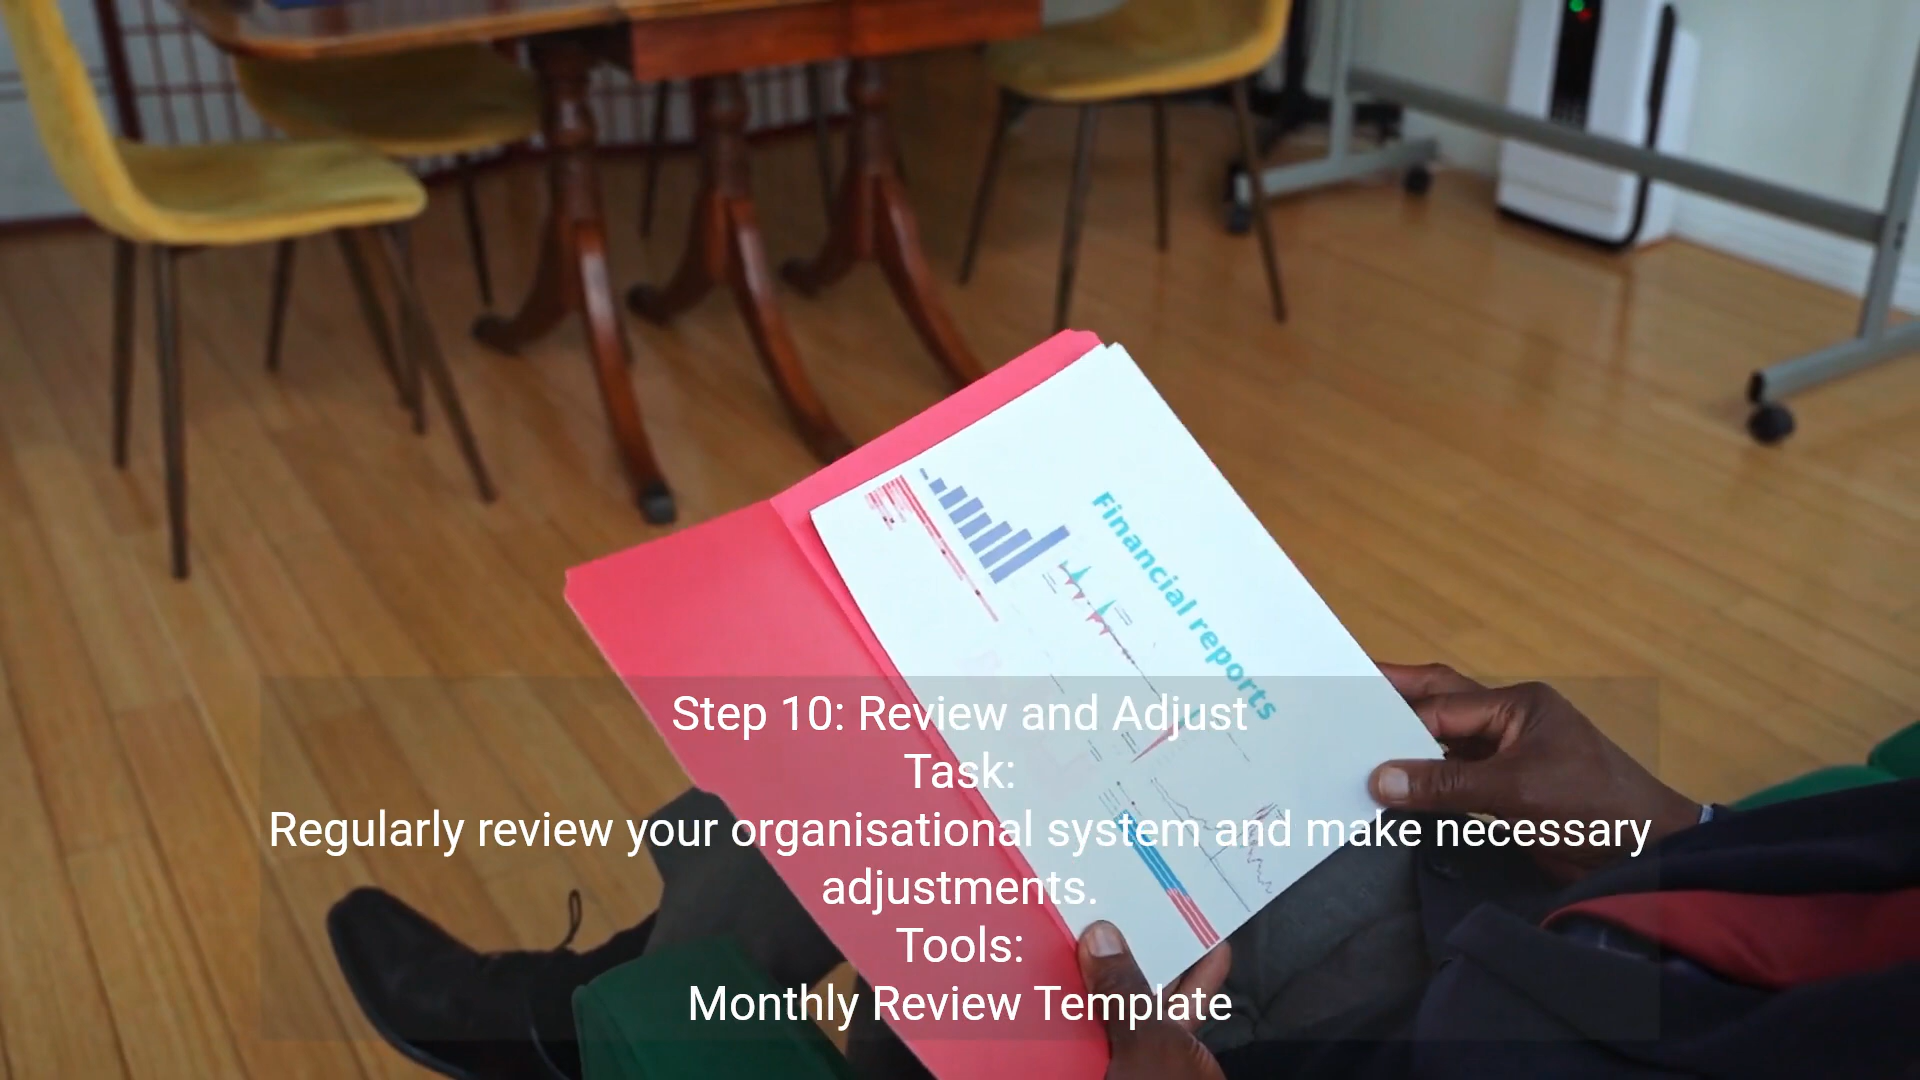 Financial reports
Step 10: Review and Adjust
Task:
Regularly review your organisational system and make necessary
adjustments.
Tools:
Monthly Review Template